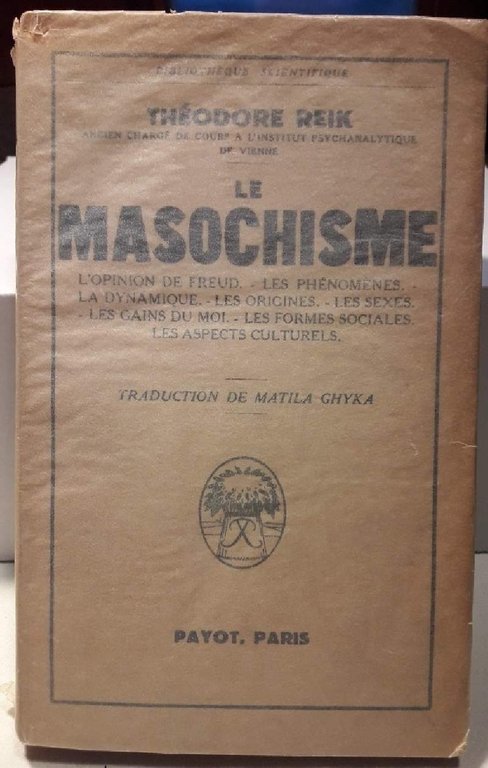 BIBLIOTHÈQUE SCIENTIFIQUE
THÉODORE REIK
ANCIEN CHARGÉ DE COURS A L'INSTITUT PSYCHANALYTIQUE
DE VIENNE
LE
MASOCHISME
L'OPINION DE FREUD. - LES PHÉNOMÈNES. -
LA DYNAMIQUE. - LES ORIGINES. - LES SEXES.
- LES GAINS DU MOI. - LES FORMES SOCIALES.
LES ASPECTS CULTURELS.
TRADUCTION DE MATILA GHYKA
PAYOT, PARIS